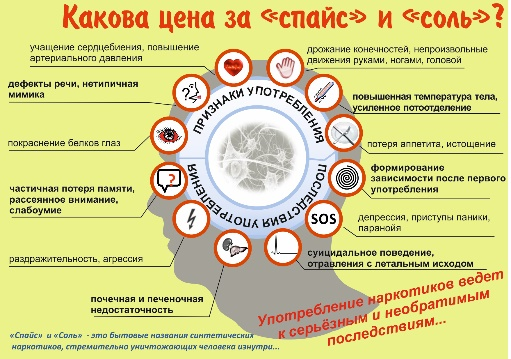 Какова цена за «спайс» и «соль»?
учащение сердцебиения, повышение
артериального давления
дрожание конечностей, непроизвольные
движения руками, ногами, головой
дефекты речи, нетипичная
мимика
повышенная температура тела,
усиленное потоотделение
покраснение белков глаз
потеря аппетита, истощение
ПРИЗНАКИ УПОТРЕБЛЕНИЯ
ПОСЛЕДСТВИЯ УПОТРЕБЛЕНИЯ
частичная потеря памяти,
рассеянное внимание,
слабоумие
формирование
зависимости после первого
употребления
?
SOS
депрессия, приступы паники,
паранойя
раздражительность, агрессия
суицидальное поведение,
отравления с летальным исходом
почечная и печеночная
недостаточность
Употребление наркотиков ведет
к серьёзным и необратимым
последствиям...
«Спайс» и «Соль» - это бытовые названия синтетических
наркотиков, стремительно уничтожающих человека изнутри...